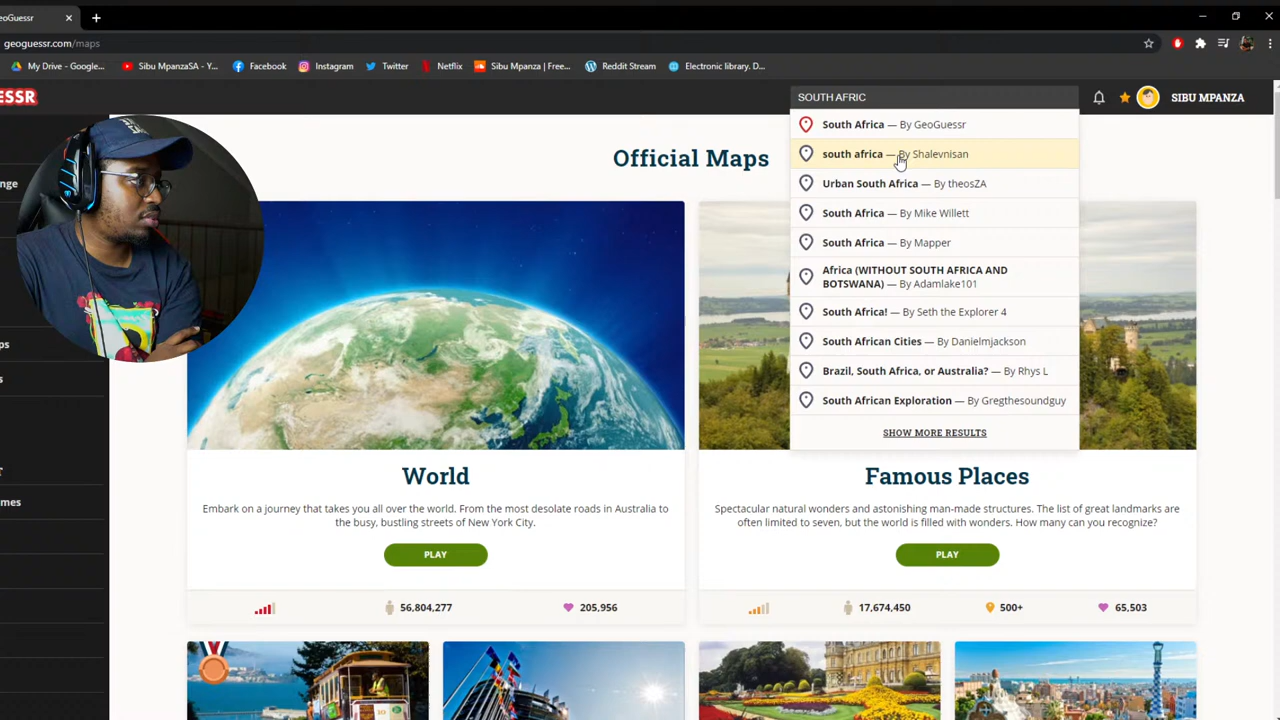 oGuessr
geoguessr.com/maps
My Drive - Google...
Sibu MpanzaSA - Y...
Facebook
Instagram
Twitter
Netflix
Sibu Mpanza | Free...
Reddit Stream
Electronic library. D...
ESSR
SOUTH AFRIC
SIBU MPANZA
Official Maps
South Africa — By GeoGuessr
south africa — By Shalevnisan
Urban South Africa — By theosZA
South Africa — By Mike Willett
South Africa — By Mapper
Africa (WITHOUT SOUTH AFRICA AND
BOTSWANA) — By Adamlake101
South Africa! — By Seth the Explorer 4
South African Cities — By Danielmjackson
Brazil, South Africa, or Australia? — By Rhys L
South African Exploration — By Gregthesoundguy
SHOW MORE RESULTS
nge
ps
s
mes
World
Embark on a journey that takes you all over the world. From the most desolate roads in Australia to
the busy, bustling streets of New York City.
PLAY
56,804,277
205,956
Famous Places
Spectacular natural wonders and astonishing man-made structures. The list of great landmarks are
often limited to seven, but the world is filled with wonders. How many can you recognize?
PLAY
17,674,450
500+
65,503